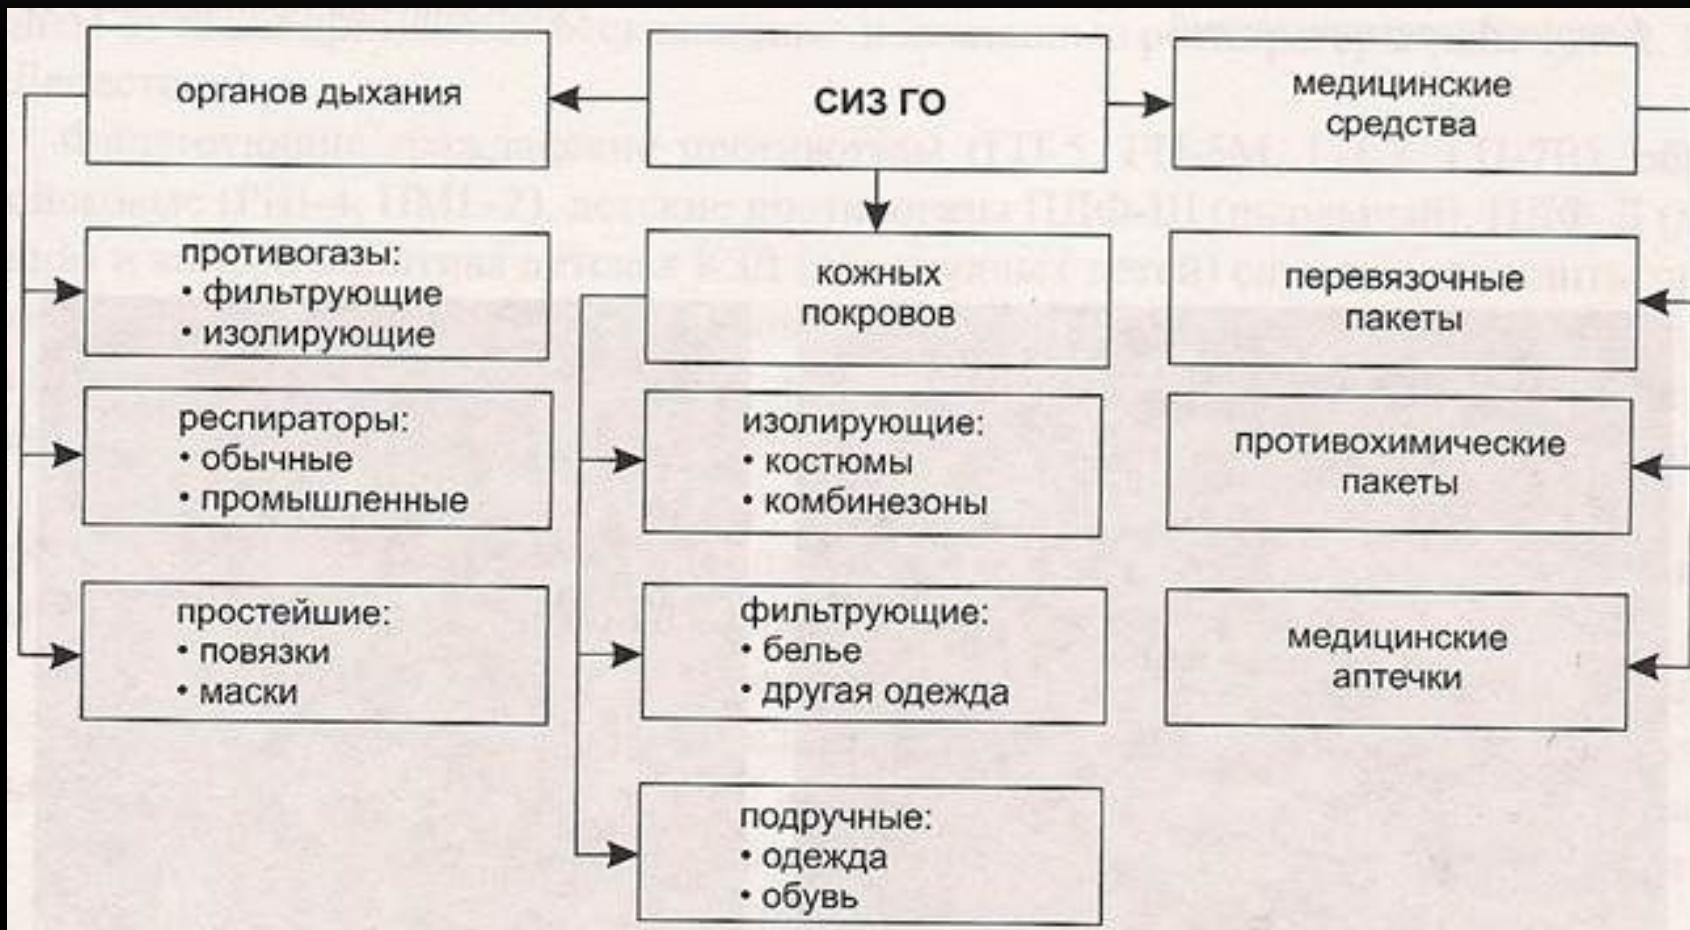 органов дыхания
СИЗ ГО
медицинские
средства
противогазы:
• фильтрующие
• изолирующие
кожных
покровов
перевязочные
пакеты
респираторы:
• обычные
• промышленные
изолирующие:
• костюмы
• комбинезоны
противохимические
пакеты
простейшие:
• повязки
• маски
фильтрующие:
• белье
• другая одежда
медицинские
аптечки
подручные:
• одежда
• обувь